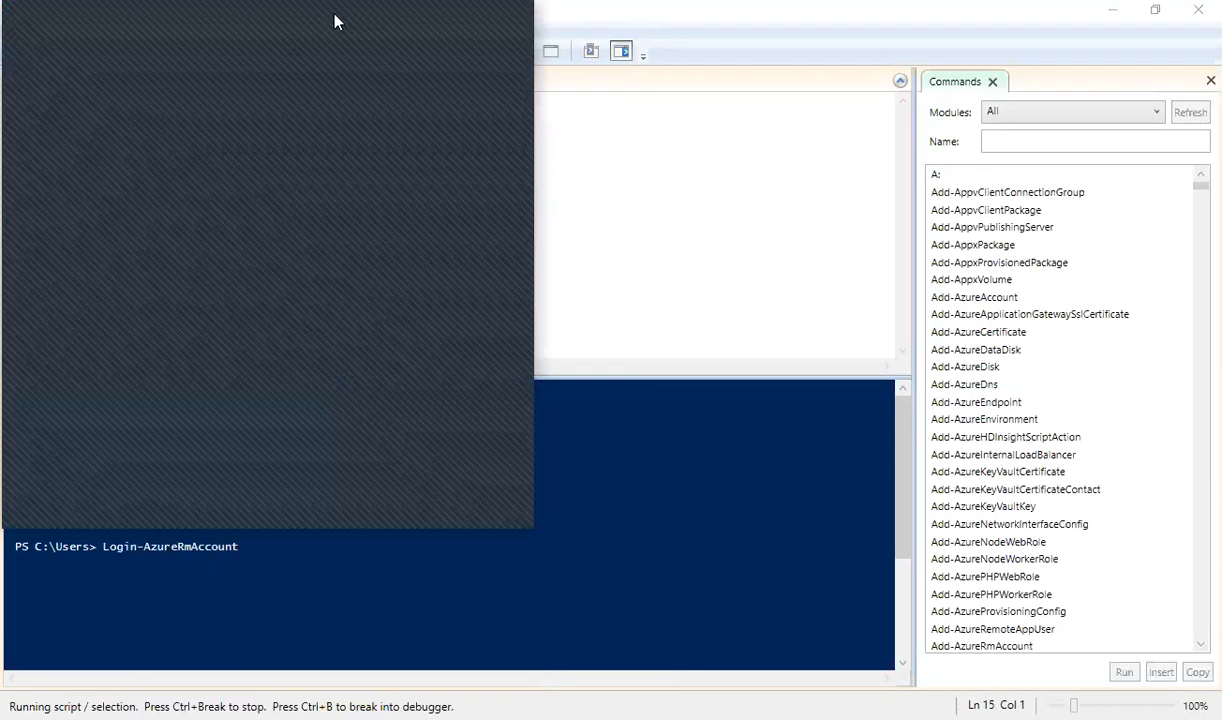 Commands
Modules:
All
Refresh
Name:
A:
Add-AppvClientConnectionGroup
Add-AppvClientPackage
Add-AppvPublishingServer
Add-AppxPackage
Add-AppxProvisionedPackage
Add-AppxVolume
Add-AzureAccount
Add-AzureApplicationGatewaySslCertificate
Add-AzureCertificate
Add-AzureDataDisk
Add-AzureDisk
Add-AzureDns
Add-AzureEndpoint
Add-AzureEnvironment
Add-AzureHDInsightScriptAction
Add-AzureInternalLoadBalancer
Add-AzureKeyVaultCertificate
Add-AzureKeyVaultCertificateContact
Add-AzureKeyVaultKey
Add-AzureNetworkInterfaceConfig
Add-AzureNodeWebRole
Add-AzureNodeWorkerRole
Add-AzurePHPWebRole
Add-AzurePHPWorkerRole
Add-AzureProvisioningConfig
Add-AzureRemoteAppUser
Add-AzureRmAccount
Run Insert Copy
PS C:\Users> Login-AzureRmAccount
Running script / selection. Press Ctrl+Break to stop. Press Ctrl+B to break into debugger.
Ln 15 Col 1
100%